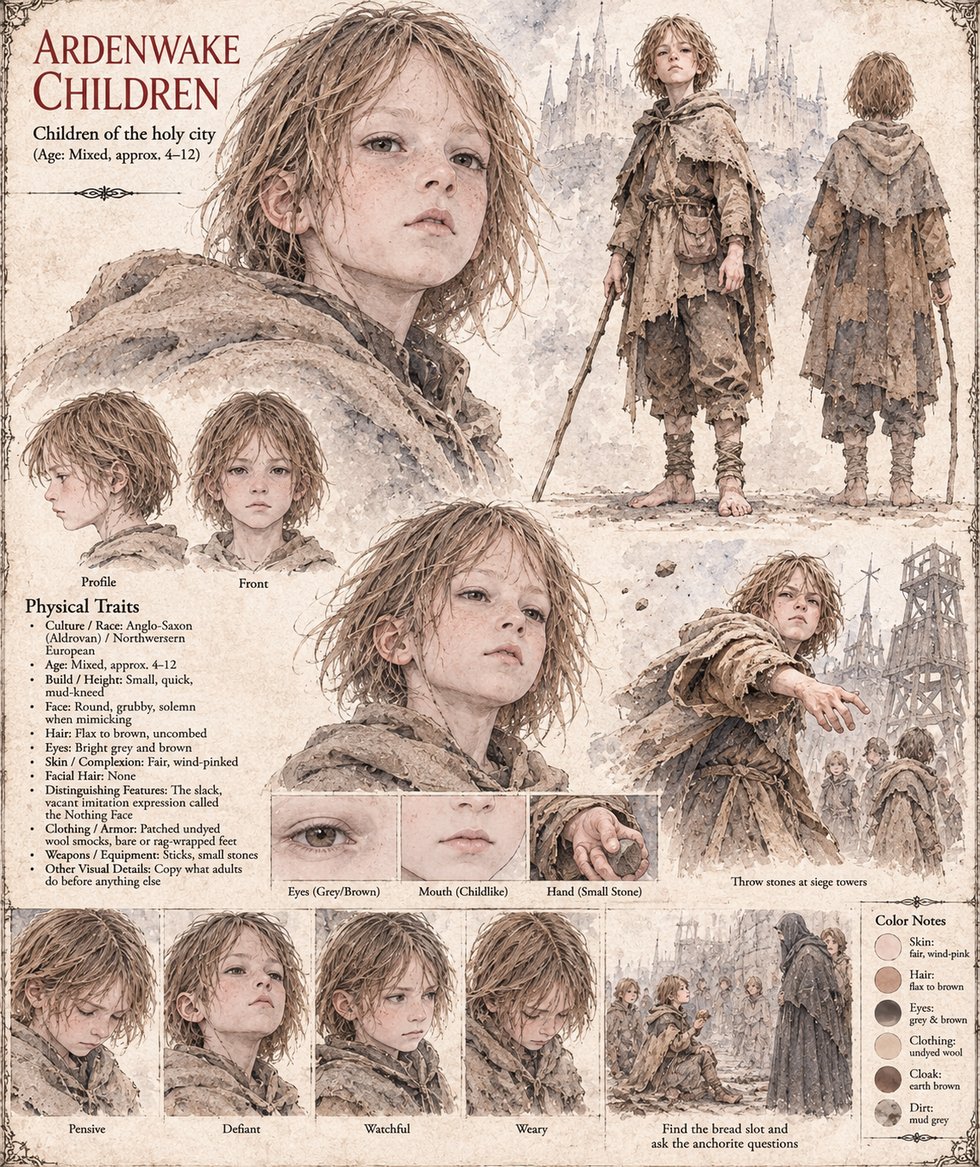 ARDENWAKE
CHILDREN
Children of the holy city
(Age: Mixed, approx. 4–12)
Profile
Front
Physical Traits
• Culture / Race: Anglo-Saxon
(Aldrovan) / Northwersern
European
• Age: Mixed, approx. 4–12
• Build / Height: Small, quick,
mud-kneed
• Face: Round, grubby, solemn
when mimicking
• Hair: Flax to brown, uncombed
• Eyes: Bright grey and brown
• Skin / Complexion: Fair, wind-pinked
• Facial Hair: None
• Distinguishing Features: The slack,
vacant imitation expression called
the Nothing Face
• Clothing / Armor: Patched undyed
wool smocks, bare or rag-wrapped feet
• Weapons / Equipment: Sticks, small stones
• Other Visual Details: Copy what adults
do before anything else
Eyes (Grey/Brown)
Mouth (Childlike)
Hand (Small Stone)
Throw stones at siege towers
Pensive
Defiant
Watchful
Weary
Find the bread slot and
ask the anchorite questions
Color Notes
Skin:
fair, wind-pink
Hair:
flax to brown
Eyes:
grey & brown
Clothing:
undyed wool
Cloak:
earth brown
Dirt:
mud grey